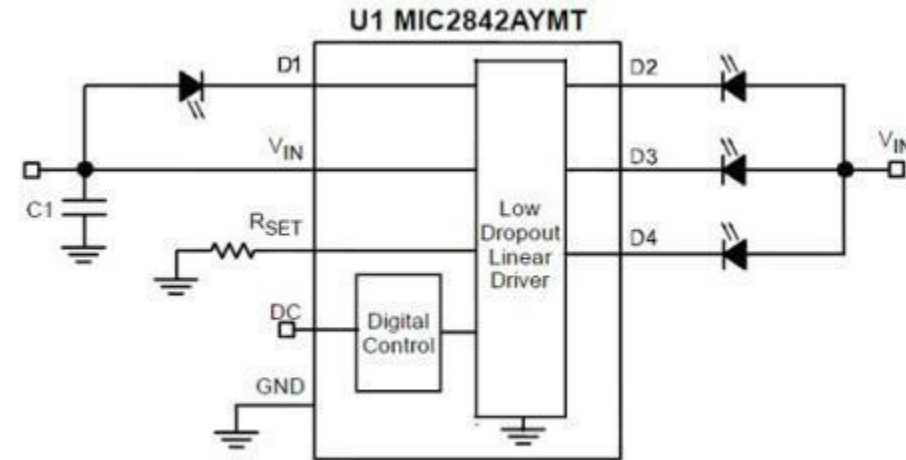 U1 MIC2842AYMT
D1
D2
VIN
D3
VIN
C1
RSET
Low
Dropout
Linear
Driver
D4
DC
Digital
Control
GND